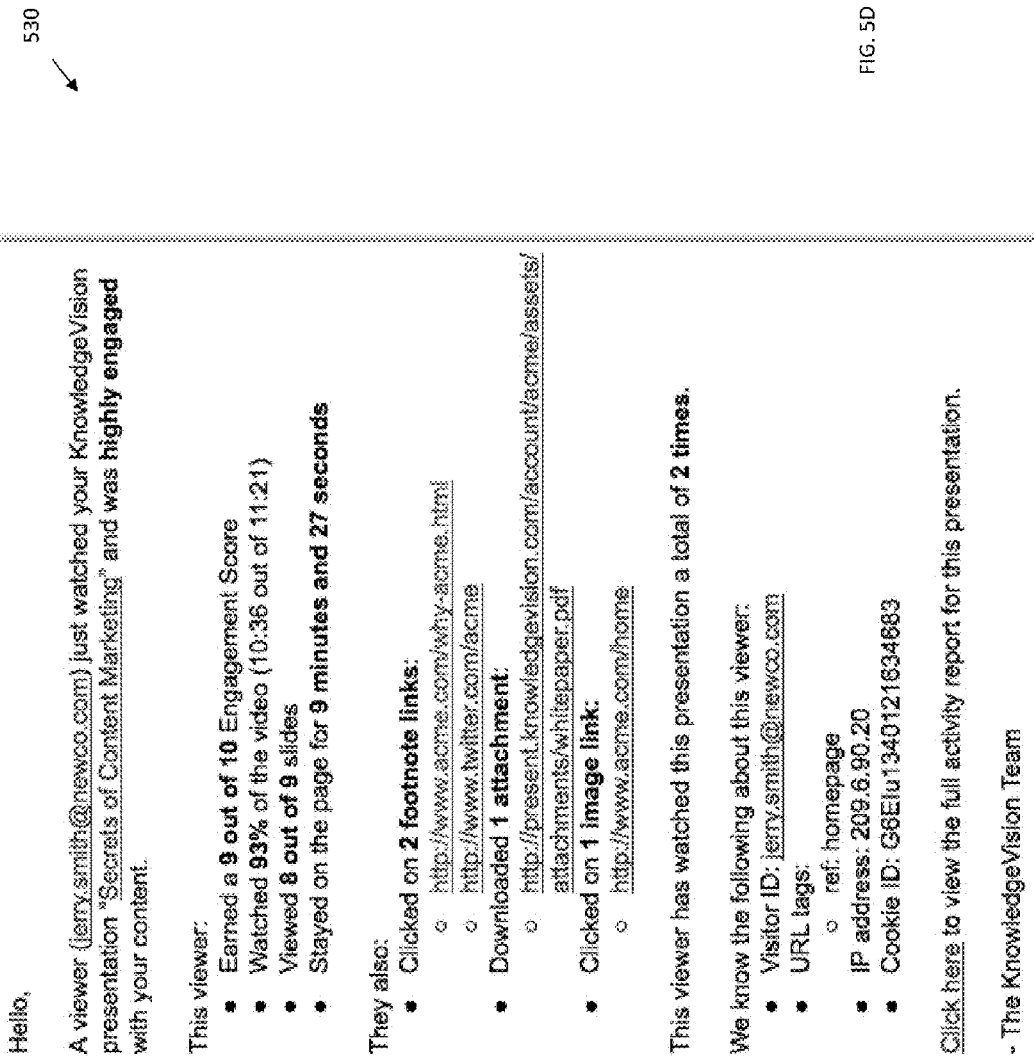 530
Hello,
A viewer (jerry.smith@newco.com) just watched your KnowledgeVision
presentation "Secrets of Content Marketing" and was highly engaged
with your content.
This viewer:
• Earned a 9 out of 10 Engagement Score
• Watched 93% of the video (10:36 out of 11:21)
• Viewed 8 out of 9 slides
• Stayed on the page for 9 minutes and 27 seconds
They also:
• Clicked on 2 footnote links:
○ http://www.acme.com/why-acme.html
○ http://www.twitter.com/acme
• Downloaded 1 attachment:
○ http://present.knowledgevision.com/account/acme/assets/
attachments/whitepaper.pdf
• Clicked on 1 image link:
○ http://www.acme.com/home
This viewer has watched this presentation a total of 2 times.
We know the following about this viewer:
• Visitor ID: jerry.smith@newco.com
• URL tags:
○ ref: homepage
• IP address: 209.6.90.20
• Cookie ID: G6EIu1340121634683
Click here to view the full activity report for this presentation.
- The KnowledgeVision Team
FIG. 5D